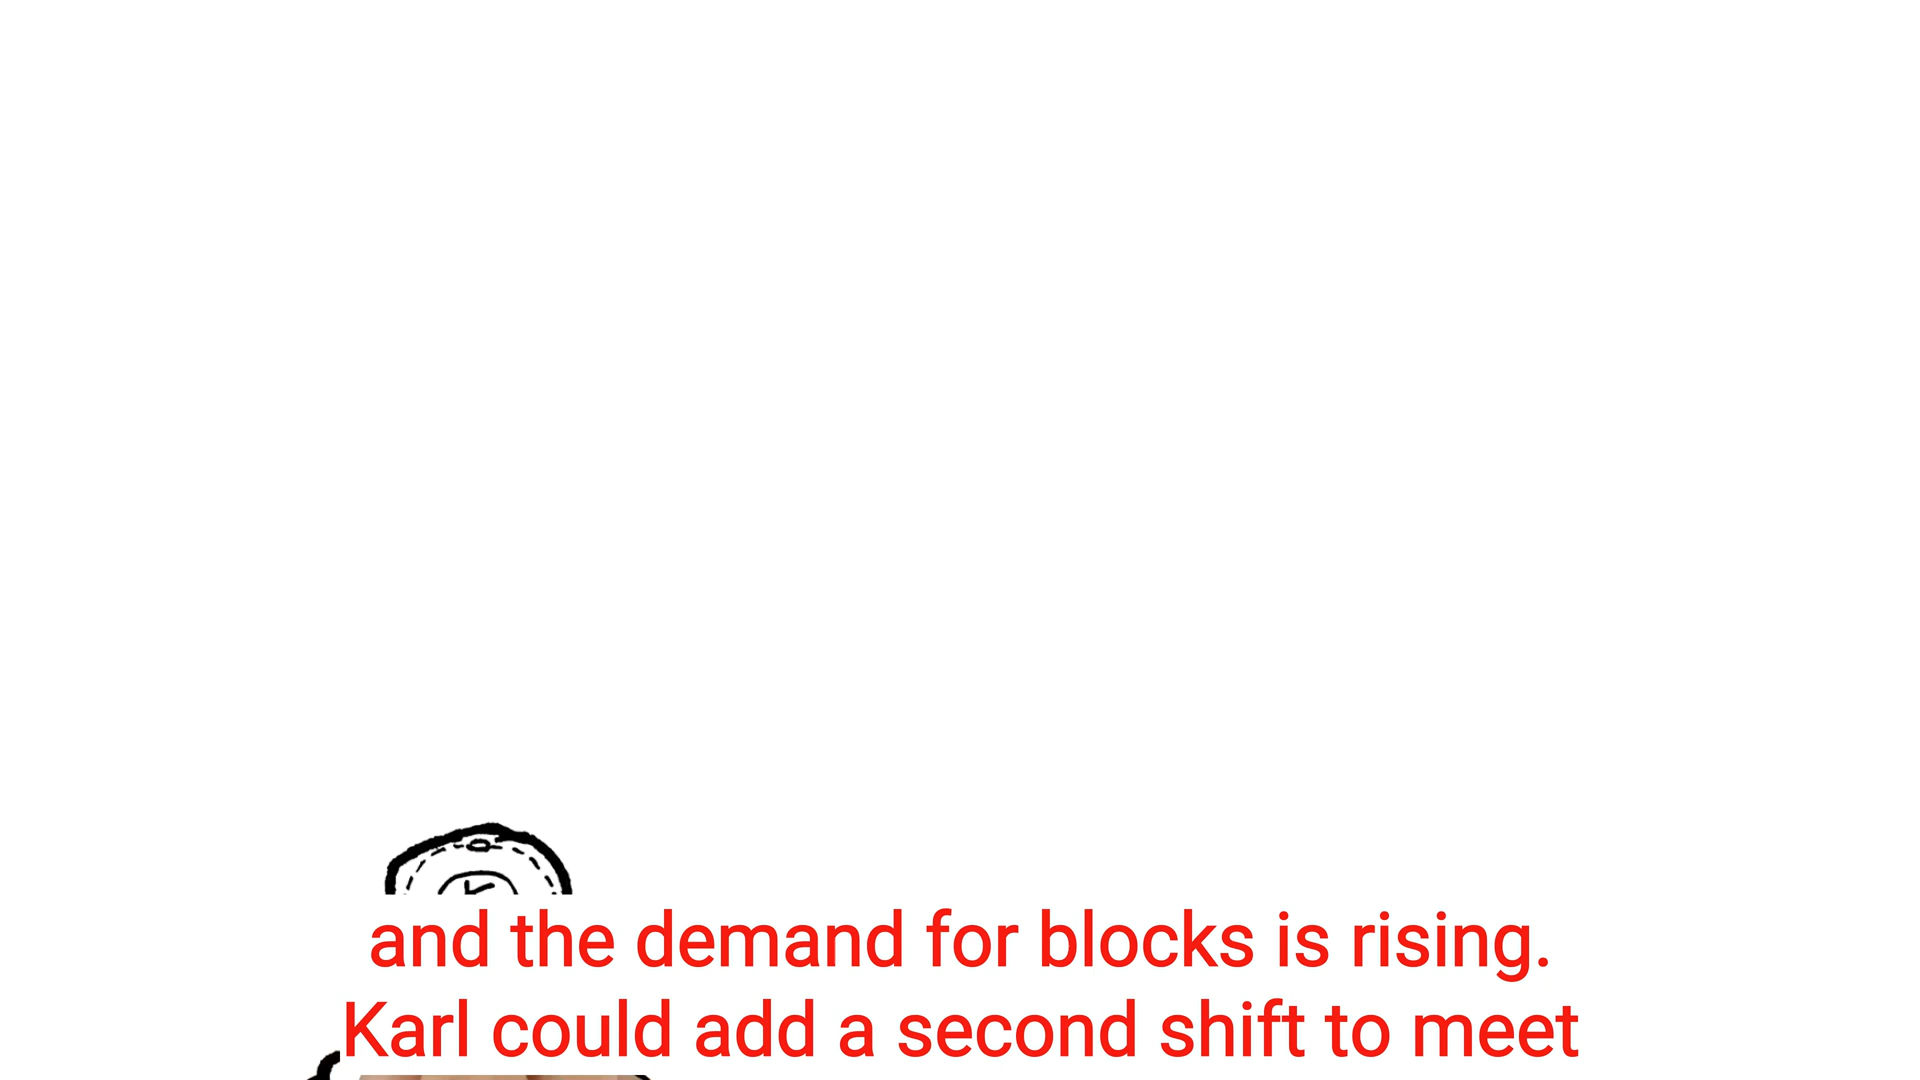 and the demand for blocks is rising.
Karl could add a second shift to meet